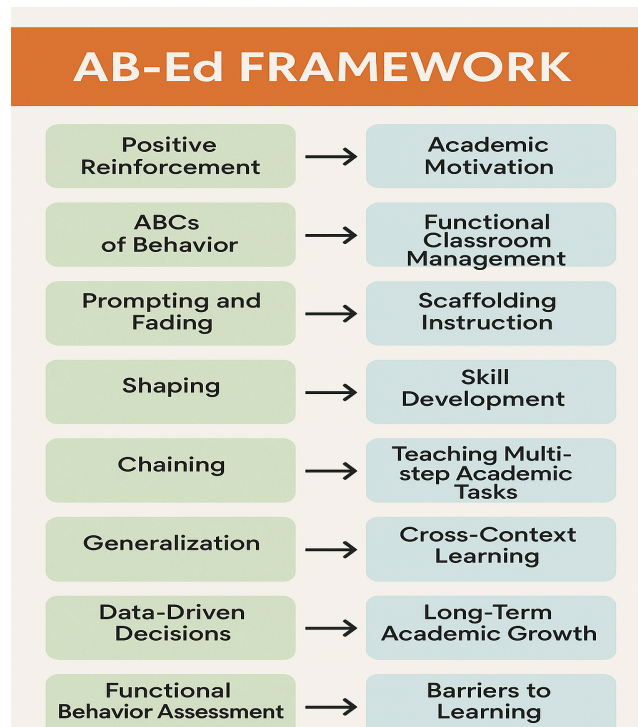 AB-Ed FRAMEWORK
Positive
Reinforcement
Academic
Motivation
ABCs
of Behavior
Functional
Classroom
Management
Prompting and
Fading
Scaffolding
Instruction
Shaping
Skill
Development
Chaining
Teaching Multi-
step Academic
Tasks
Generalization
Cross-Context
Learning
Data-Driven
Decisions
Long-Term
Academic Growth
Functional
Behavior Assessment
Barriers to
Learning